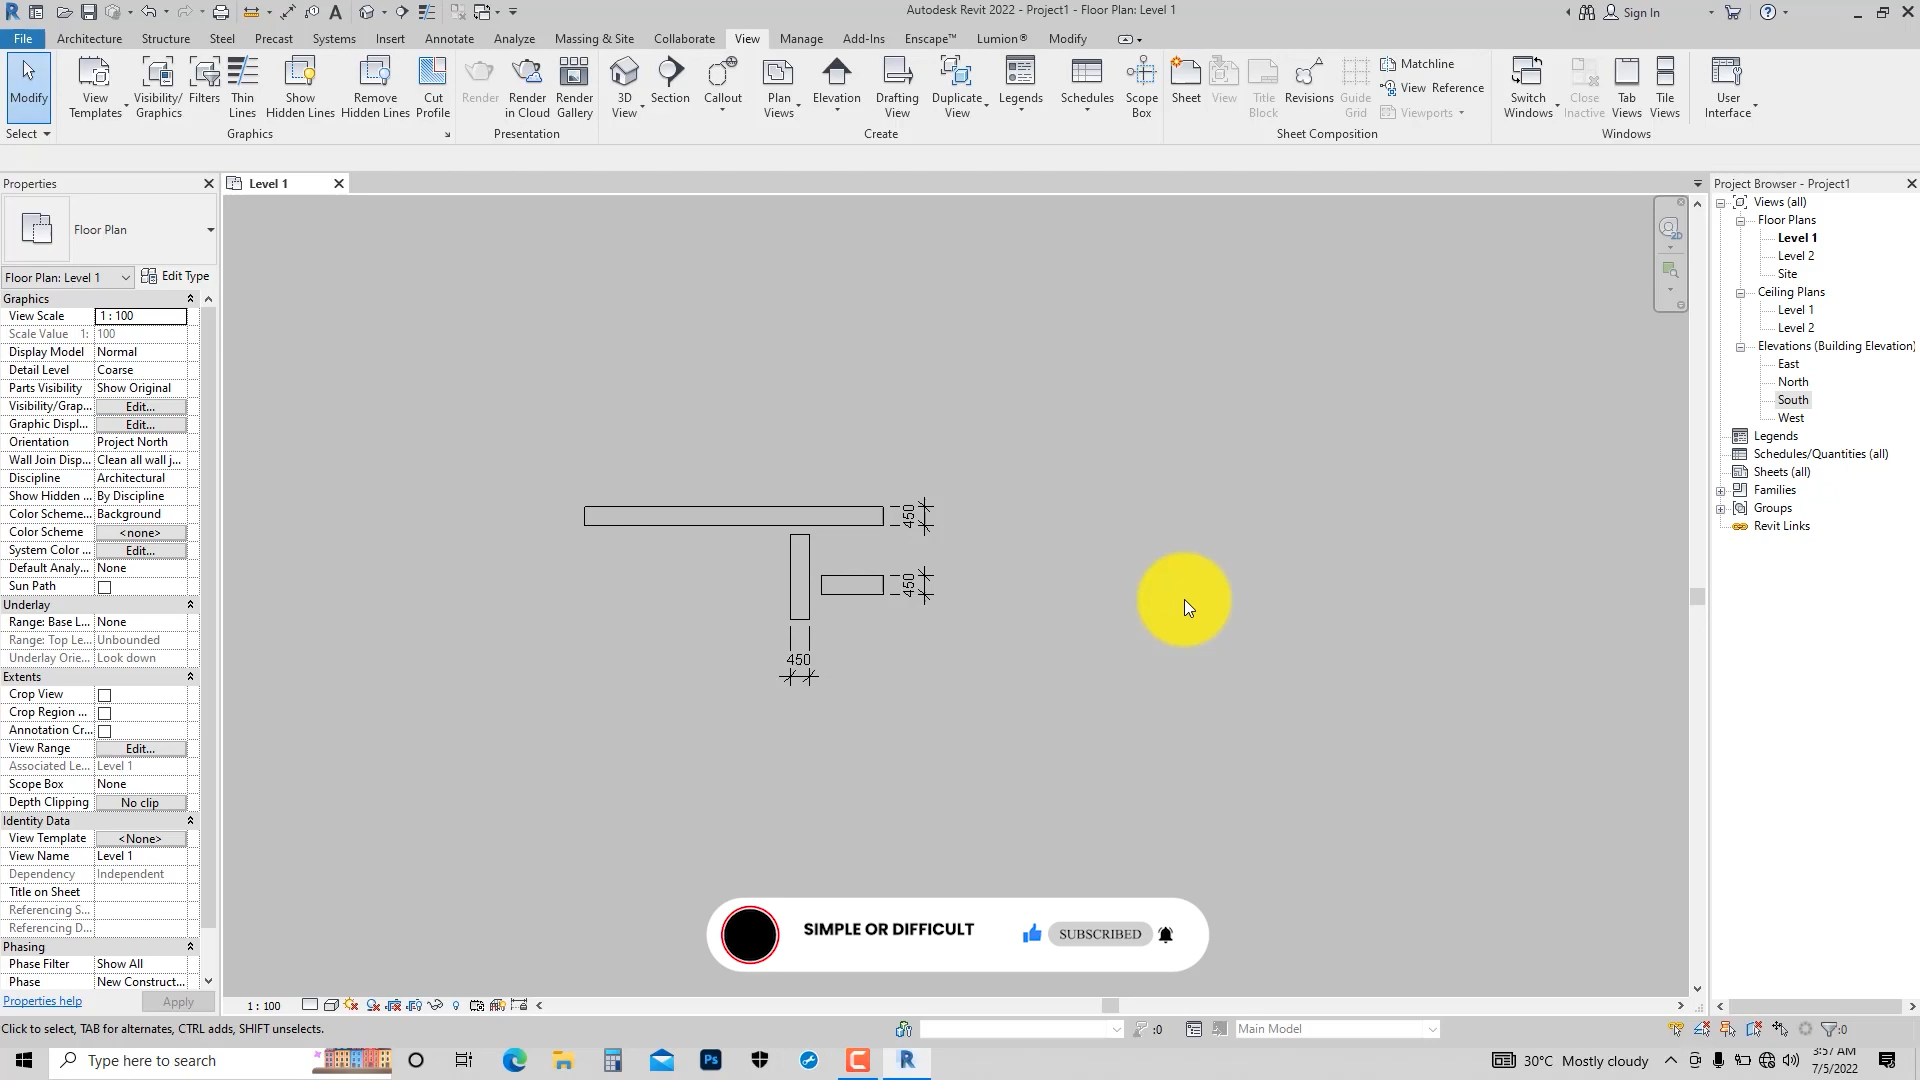 Autodesk Revit 2022 - Project1 - Floor Plan: Level 1
Sign In
File Architecture Structure Steel Precast Systems Insert Annotate Analyze Massing & Site Collaborate View Manage Add-Ins Enscape™ Lumion® Modify
Modify
View Templates
Visibility/ Graphics
Filters
Thin Lines
Show Hidden Lines
Remove Hidden Lines
Cut Profile
Render
Render in Cloud
Render Gallery
3D View
Section
Callout
Plan Views
Elevation
Drafting View
Duplicate View
Legends
Schedules
Scope Box
Sheet
View
Title Block
Revisions
Guide Grid
Matchline
View Reference
Viewports
Switch Windows
Close Inactive
Tab Views
Tile Views
User Interface
Select
Graphics
Presentation
Create
Sheet Composition
Windows
Properties
Floor Plan
Floor Plan: Level 1
Edit Type
Graphics
View Scale 1 : 100
Scale Value 1: 100
Display Model Normal
Detail Level Coarse
Parts Visibility Show Original
Visibility/Grap... Edit...
Graphic Displ... Edit...
Orientation Project North
Wall Join Disp... Clean all wall j...
Discipline Architectural
Show Hidden ... By Discipline
Color Scheme... Background
Color Scheme <none>
System Color ... Edit...
Default Analy... None
Sun Path
Underlay
Range: Base L... None
Range: Top Le... Unbounded
Underlay Orie... Look down
Extents
Crop View
Crop Region ...
Annotation Cr...
View Range Edit...
Associated Le... Level 1
Scope Box None
Depth Clipping No clip
Identity Data
View Template <None>
View Name Level 1
Dependency Independent
Title on Sheet
Referencing S...
Referencing D...
Phasing
Phase Filter Show All
Phase New Construct...
Properties help
Apply
Level 1
450
450
450
SIMPLE OR DIFFICULT
SUBSCRIBED
1 : 100
Project Browser - Project1
Views (all)
Floor Plans
Level 1
Level 2
Site
Ceiling Plans
Level 1
Level 2
Elevations (Building Elevation)
East
North
South
West
Legends
Schedules/Quantities (all)
Sheets (all)
Families
Groups
Revit Links
Click to select, TAB for alternates, CTRL adds, SHIFT unselects.
:0
Main Model
:0
Type here to search
Ps
30°C Mostly cloudy
3:57 AM
7/5/2022